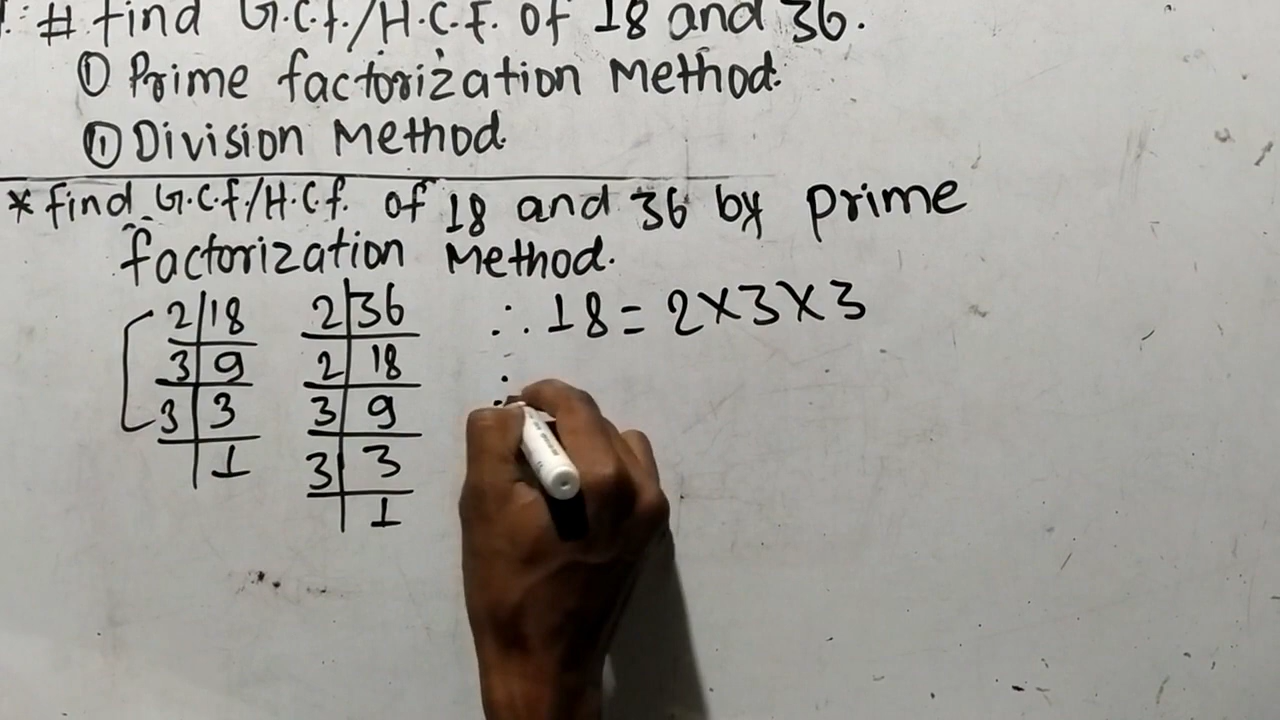 # find G.C.f./H.C.F. of 18 and 36.
① Prime factorization Method.
⑪ Division Method.
* find G.C.f./H.C.f. of 18 and 36 by prime
factorization Method.
2|18 2|36 ∴ 18 = 2×3×3
3|9 2|18
3|3 3|9
|1 3|3
|1